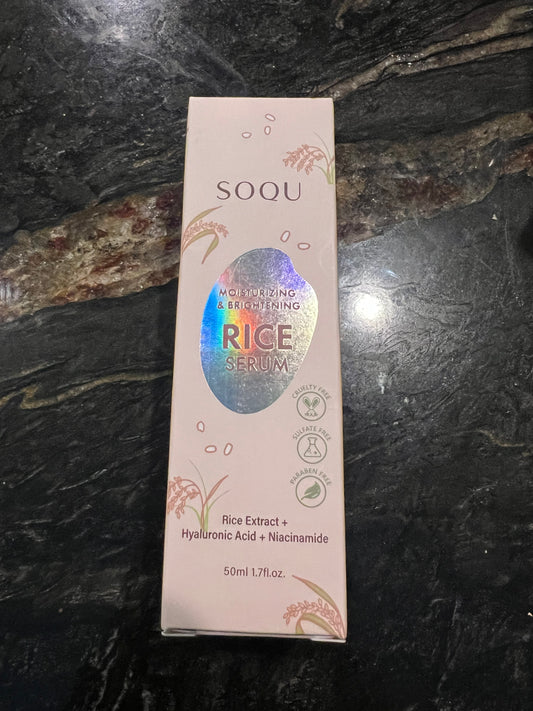 SOQU
MOISTURIZING
& BRIGHTENING
RICE
SERUM
CRUELTY FREE
SULFATE FREE
PARABEN FREE
Rice Extract +
Hyaluronic Acid + Niacinamide
50ml 1.7fl.oz.